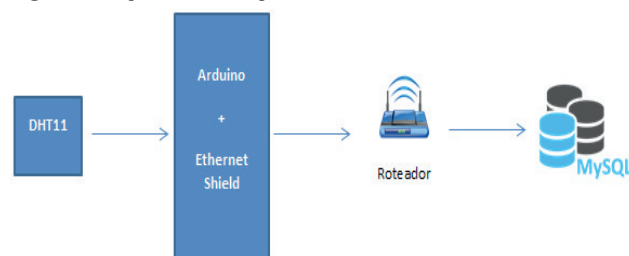 DHT11
Arduino
+
Ethernet
Shield
Roteador
MySQL